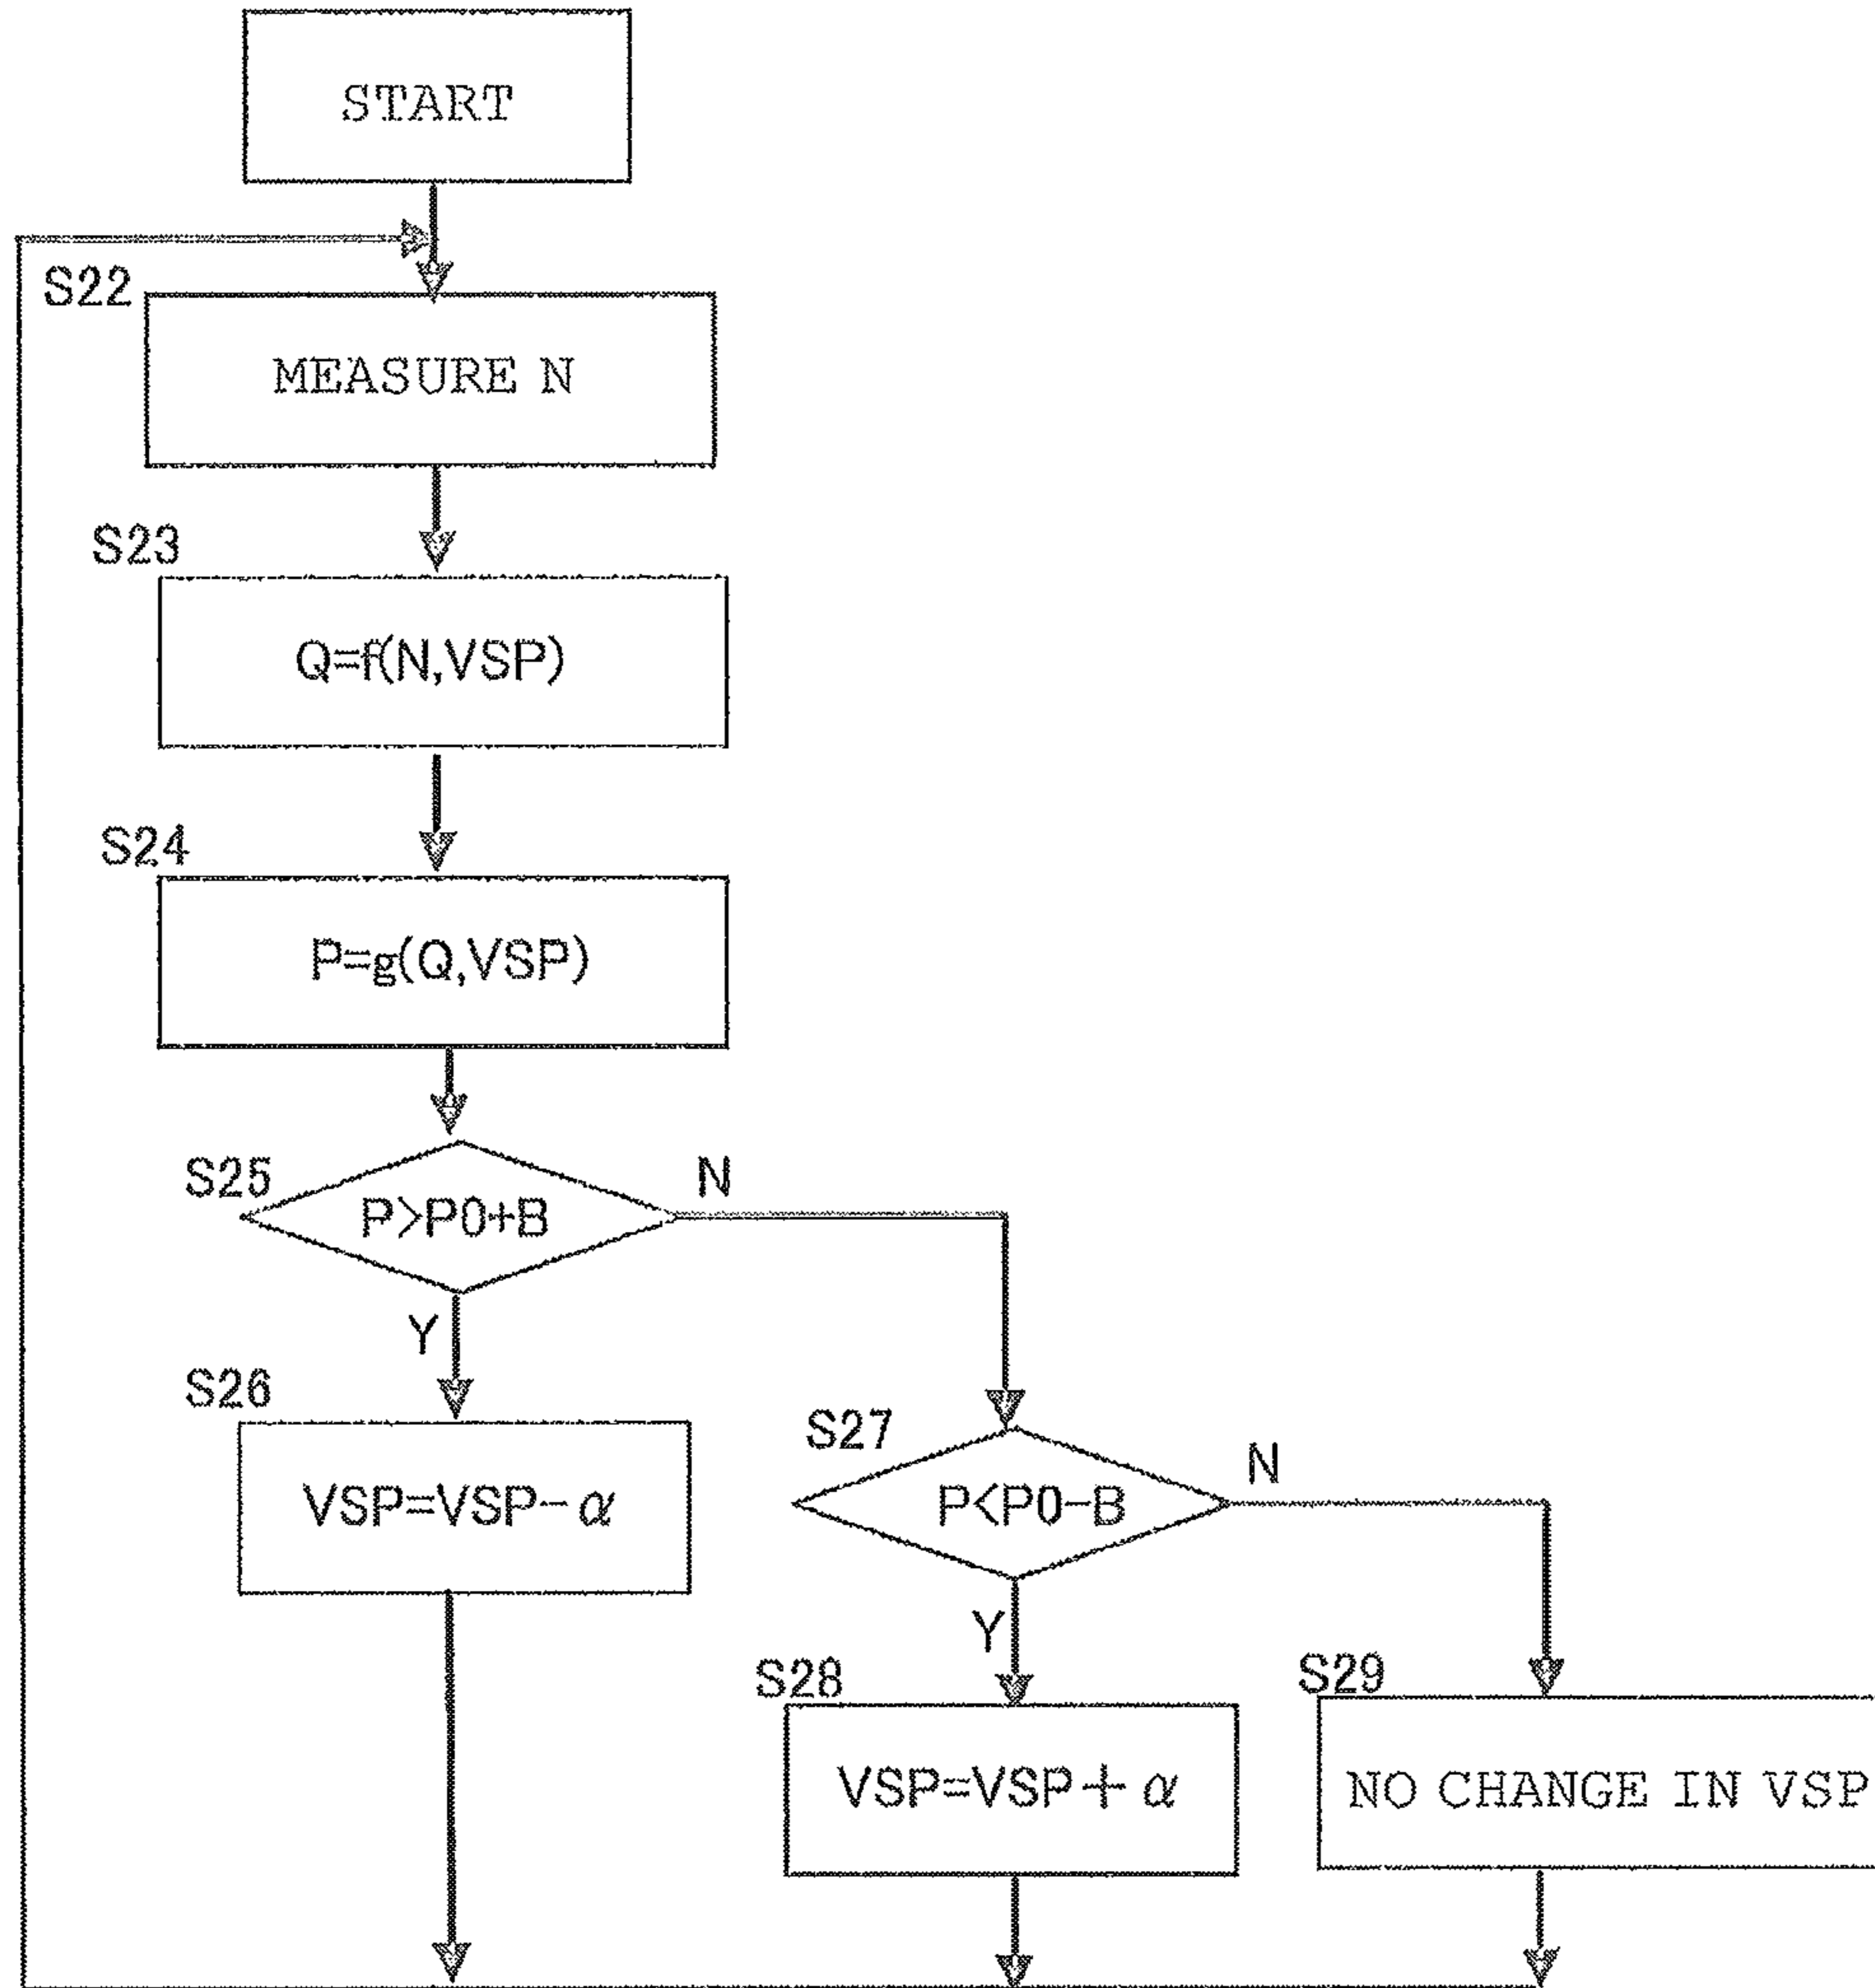 START
S22
MEASURE N
S23
Q=f(N,VSP)
S24
P=g(Q,VSP)
S25
P>P0+B
N
Y
S26
VSP=VSP-α
S27
P<P0-B
N
Y
S28
VSP=VSP+α
S29
NO CHANGE IN VSP